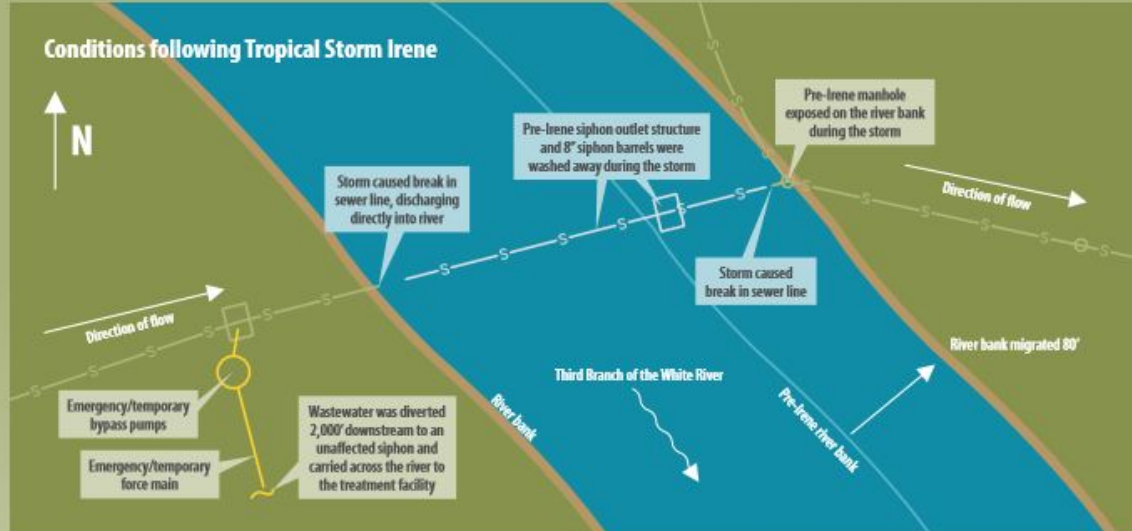 Conditions following Tropical Storm Irene
N
Pre-Irene manhole
exposed on the river bank
during the storm
Pre-Irene siphon outlet structure
and 8" siphon barrels were
washed away during the storm
Storm caused break in
sewer line, discharging
directly into river
Direction of flow
Storm caused
break in sewer line
Direction of flow
River bank migrated 80'
Third Branch of the White River
Pre-Irene river bank
River bank
Emergency/temporary
bypass pumps
Emergency/temporary
force main
Wastewater was diverted
2,000' downstream to an
unaffected siphon and
carried across the river to
the treatment facility
S S S S S S S S S S S S S S S S